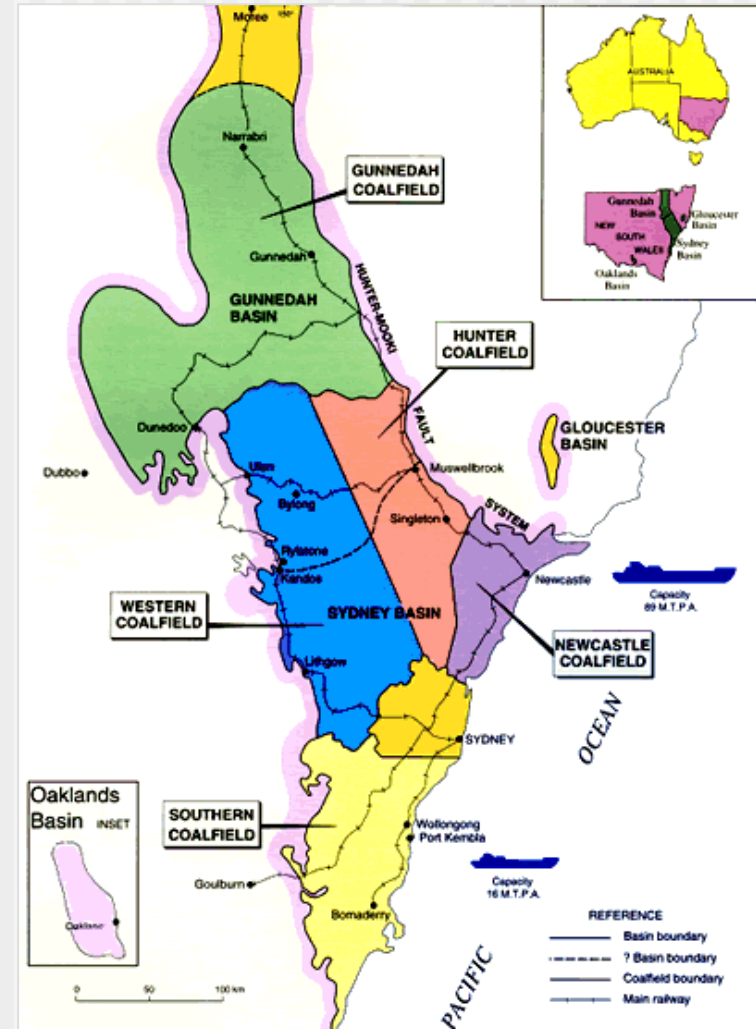 Moree
150°
AUSTRALIA
Narrabri
GUNNEDAH
COALFIELD
Gunnedah
Basin
Gloucester
Basin
NEW
SOUTH
WALES
Sydney
Basin
Oaklands
Basin
Gunnedah
GUNNEDAH
BASIN
HUNTER-MOOKI
HUNTER
COALFIELD
FAULT
GLOUCESTER
BASIN
Dunedoo
Dubbo
Ulan
Muswellbrook
Bylong
SYSTEM
Singleton
Rylstone
Kandos
Newcastle
Capacity
89 M.T.P.A.
WESTERN
COALFIELD
SYDNEY BASIN
NEWCASTLE
COALFIELD
Lithgow
OCEAN
SYDNEY
Oaklands
Basin INSET
SOUTHERN
COALFIELD
Wollongong
Port Kembla
Goulburn
Capacity
16 M.T.P.A.
Oaklane
Bomaderry
REFERENCE
Basin boundary
? Basin boundary
Coalfield boundary
Main railway
0 50 100 km
PACIFIC